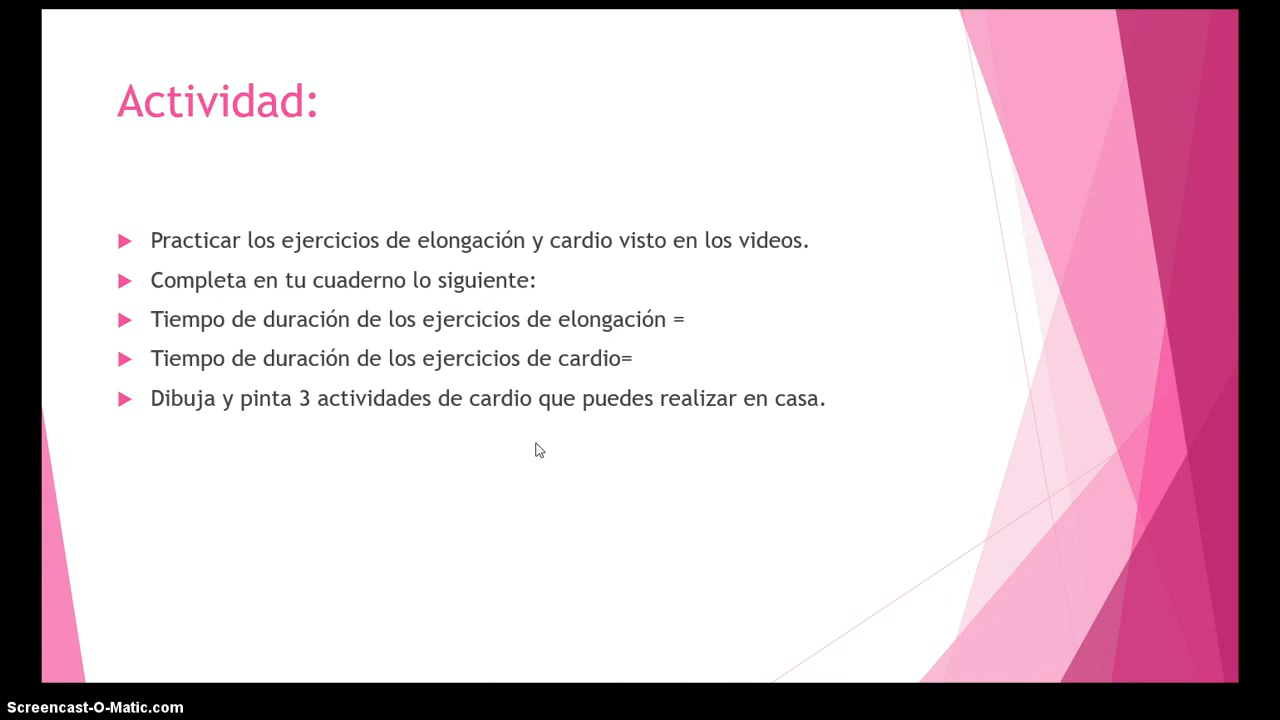 Actividad:
Practicar los ejercicios de elongación y cardio visto en los videos.
Completa en tu cuaderno lo siguiente:
Tiempo de duración de los ejercicios de elongación =
Tiempo de duración de los ejercicios de cardio=
Dibuja y pinta 3 actividades de cardio que puedes realizar en casa.
Screencast-O-Matic.com